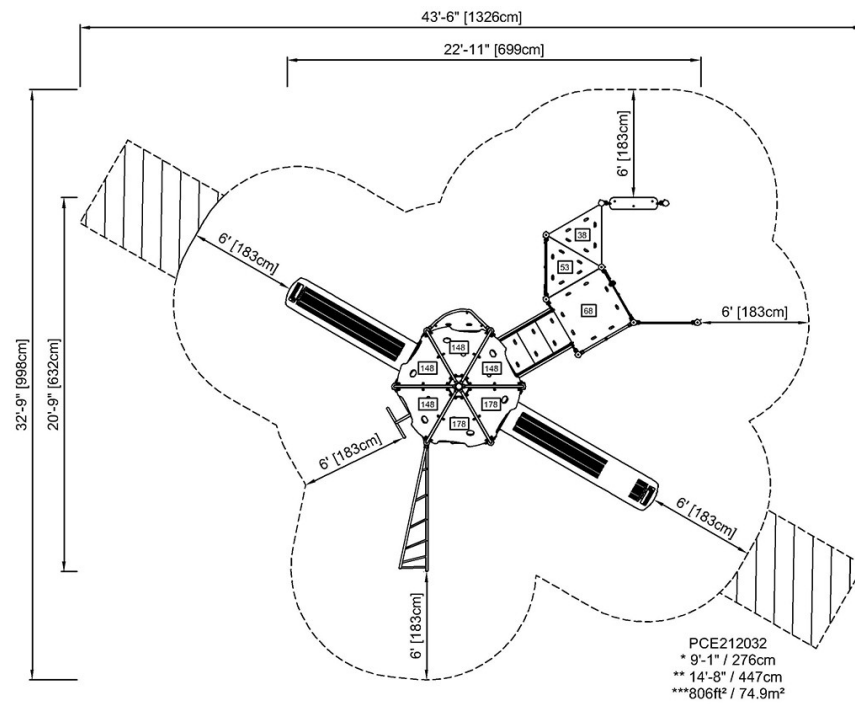 43'-6" [1326cm]
22'-11" [699cm]
6' [183cm]
32'-9" [998cm]
20'-9" [632cm]
6' [183cm]
38
53
68
6' [183cm]
148
148
148
148
178
178
6' [183cm]
6' [183cm]
6' [183cm]
PCE212032
* 9'-1" / 276cm
** 14'-8" / 447cm
***806ft² / 74.9m²